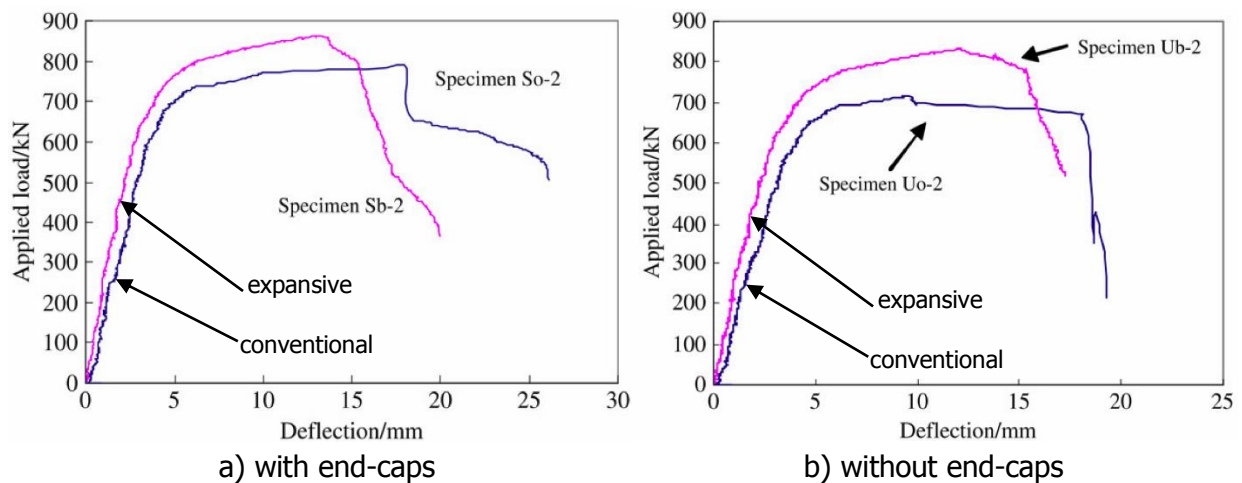 900
800
700
600
500
400
300
200
100
0
Applied load/kN
Specimen So-2
Specimen Sb-2
expansive
conventional
0 5 10 15 20 25 30
Deflection/mm
a) with end-caps
900
800
700
600
500
400
300
200
100
0
Applied load/kN
Specimen Ub-2
Specimen Uo-2
expansive
conventional
0 5 10 15 20 25
Deflection/mm
b) without end-caps